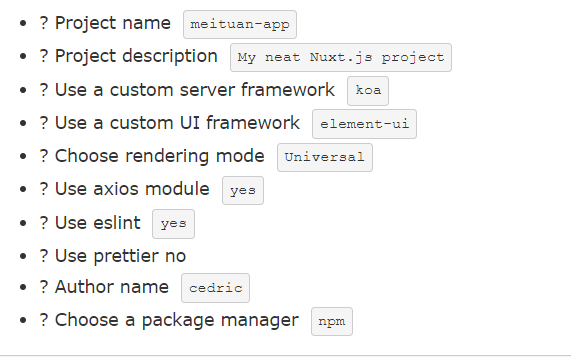 ? Project name meituan-app
? Project description My neat Nuxt.js project
? Use a custom server framework koa
? Use a custom UI framework element-ui
? Choose rendering mode Universal
? Use axios module yes
? Use eslint yes
? Use prettier no
? Author name cedric
? Choose a package manager npm